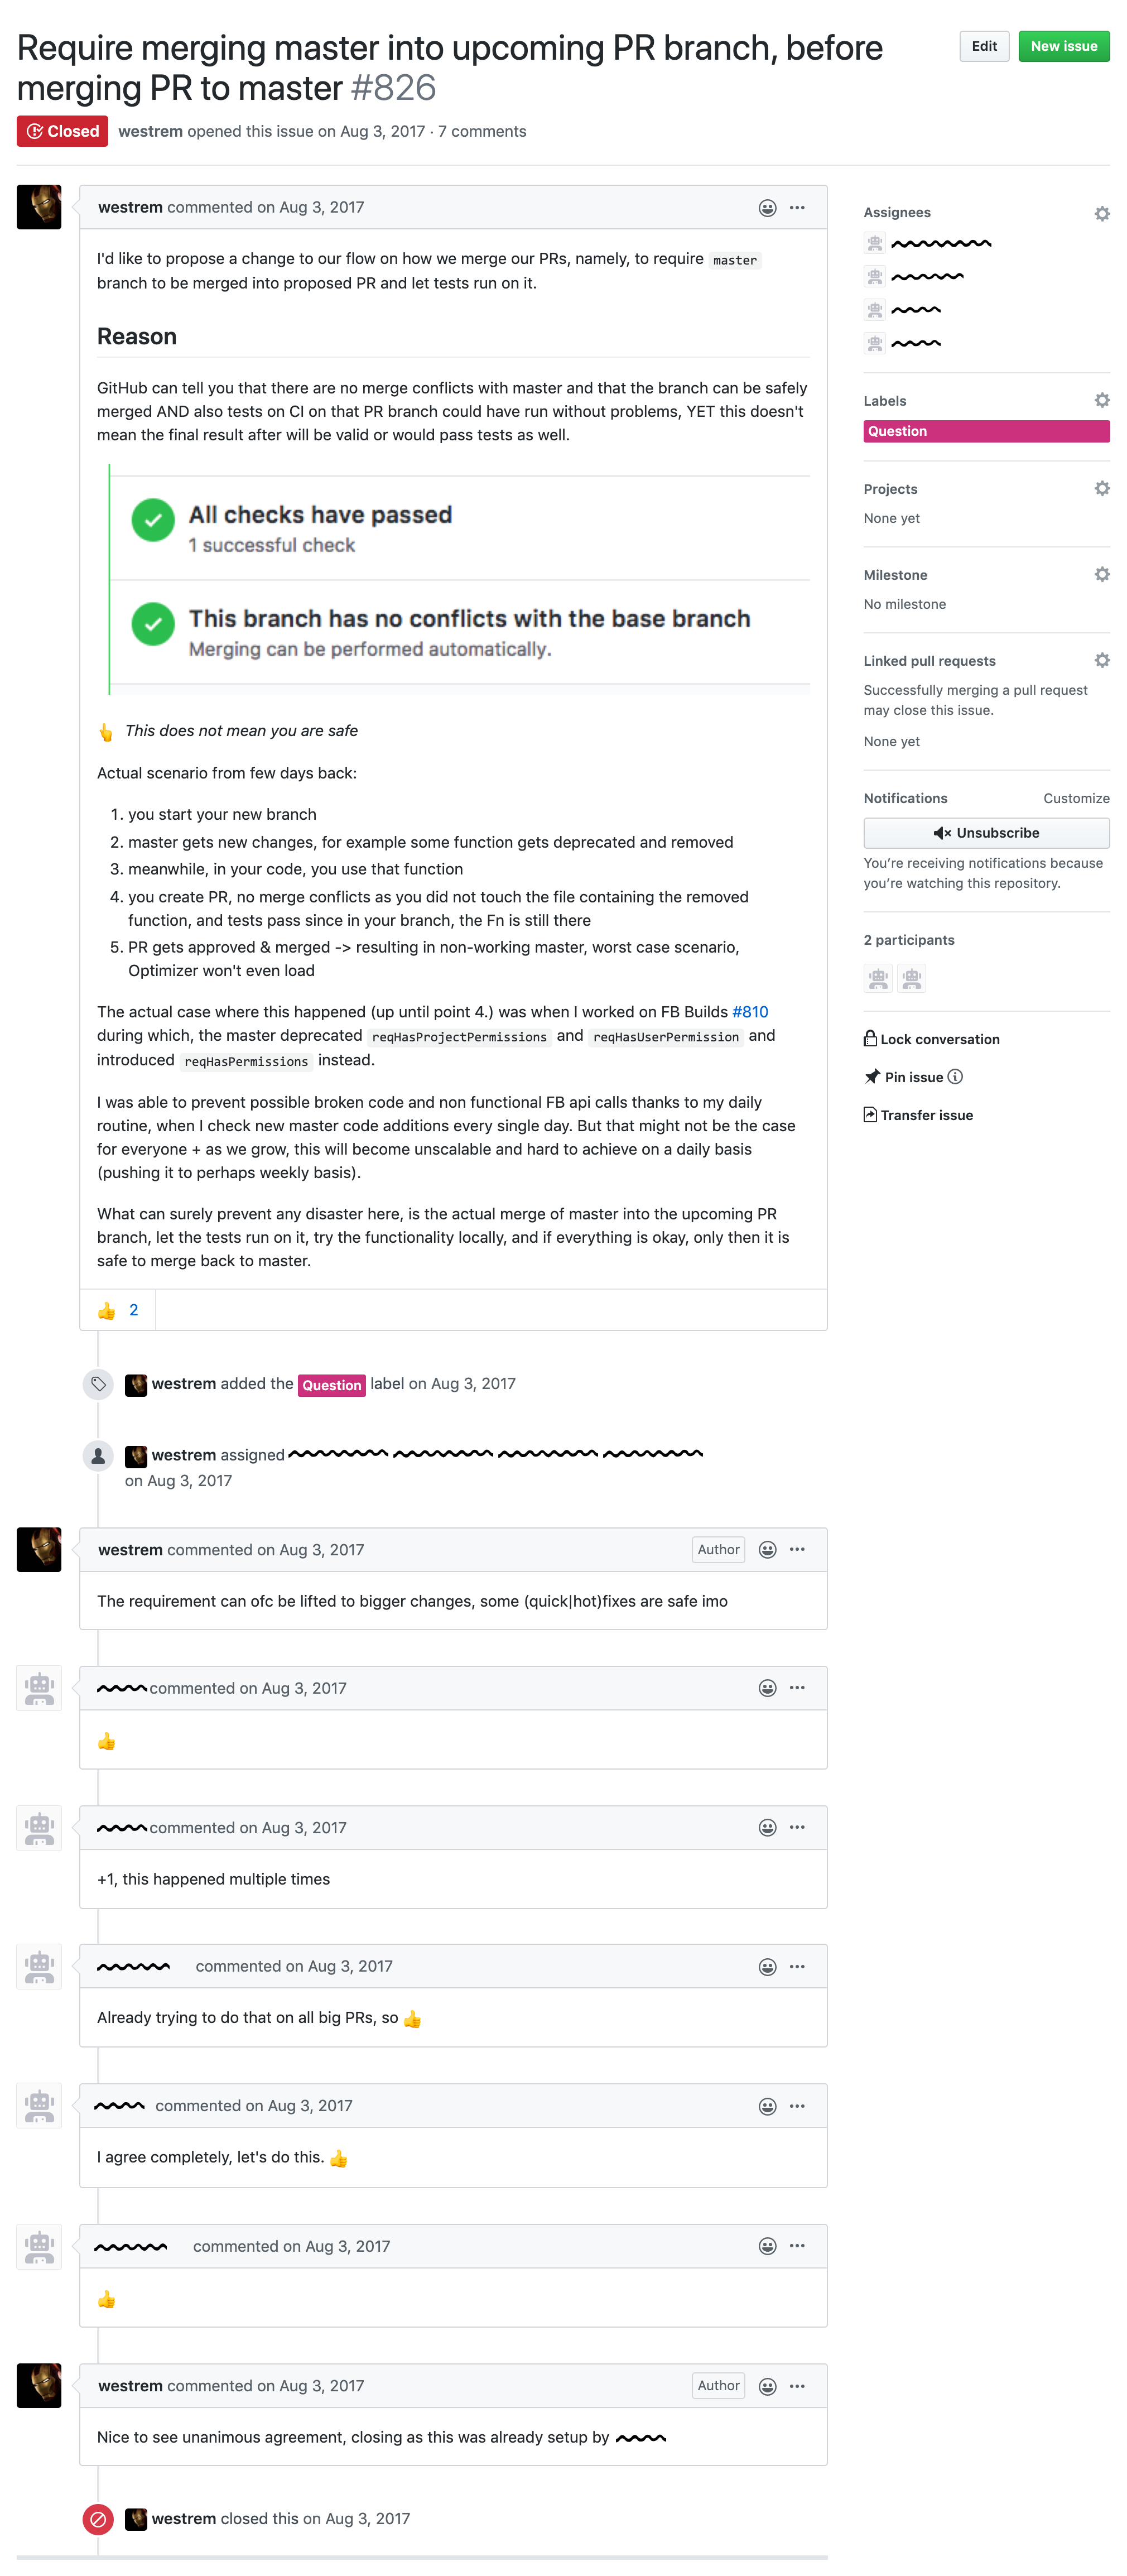 Require merging master into upcoming PR branch, before
merging PR to master #826
Edit
New issue
Closed
westrem opened this issue on Aug 3, 2017 · 7 comments
westrem commented on Aug 3, 2017
I'd like to propose a change to our flow on how we merge our PRs, namely, to require master
branch to be merged into proposed PR and let tests run on it.
Reason
GitHub can tell you that there are no merge conflicts with master and that the branch can be safely
merged AND also tests on CI on that PR branch could have run without problems, YET this doesn't
mean the final result after will be valid or would pass tests as well.
All checks have passed
1 successful check
This branch has no conflicts with the base branch
Merging can be performed automatically.
👆 This does not mean you are safe
Actual scenario from few days back:
1. you start your new branch
2. master gets new changes, for example some function gets deprecated and removed
3. meanwhile, in your code, you use that function
4. you create PR, no merge conflicts as you did not touch the file containing the removed
function, and tests pass since in your branch, the Fn is still there
5. PR gets approved & merged -> resulting in non-working master, worst case scenario,
Optimizer won't even load
The actual case where this happened (up until point 4.) was when I worked on FB Builds #810
during which, the master deprecated reqHasProjectPermissions and reqHasUserPermission and
introduced reqHasPermissions instead.
I was able to prevent possible broken code and non functional FB api calls thanks to my daily
routine, when I check new master code additions every single day. But that might not be the case
for everyone + as we grow, this will become unscalable and hard to achieve on a daily basis
(pushing it to perhaps weekly basis).
What can surely prevent any disaster here, is the actual merge of master into the upcoming PR
branch, let the tests run on it, try the functionality locally, and if everything is okay, only then it is
safe to merge back to master.
👍 2
westrem added the Question label on Aug 3, 2017
westrem assigned
on Aug 3, 2017
westrem commented on Aug 3, 2017
Author
The requirement can ofc be lifted to bigger changes, some (quick|hot)fixes are safe imo
commented on Aug 3, 2017
👍
commented on Aug 3, 2017
+1, this happened multiple times
commented on Aug 3, 2017
Already trying to do that on all big PRs, so 👍
commented on Aug 3, 2017
I agree completely, let's do this. 👍
commented on Aug 3, 2017
👍
westrem commented on Aug 3, 2017
Author
Nice to see unanimous agreement, closing as this was already setup by
westrem closed this on Aug 3, 2017
Assignees
Labels
Question
Projects
None yet
Milestone
No milestone
Linked pull requests
Successfully merging a pull request
may close this issue.
None yet
Notifications
Customize
Unsubscribe
You're receiving notifications because
you're watching this repository.
2 participants
Lock conversation
Pin issue
Transfer issue